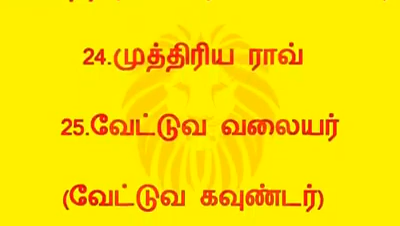 24.முத்திரிய ராவ்
25.வேட்டுவ வலையர்
(வேட்டுவ கவுண்டர்)